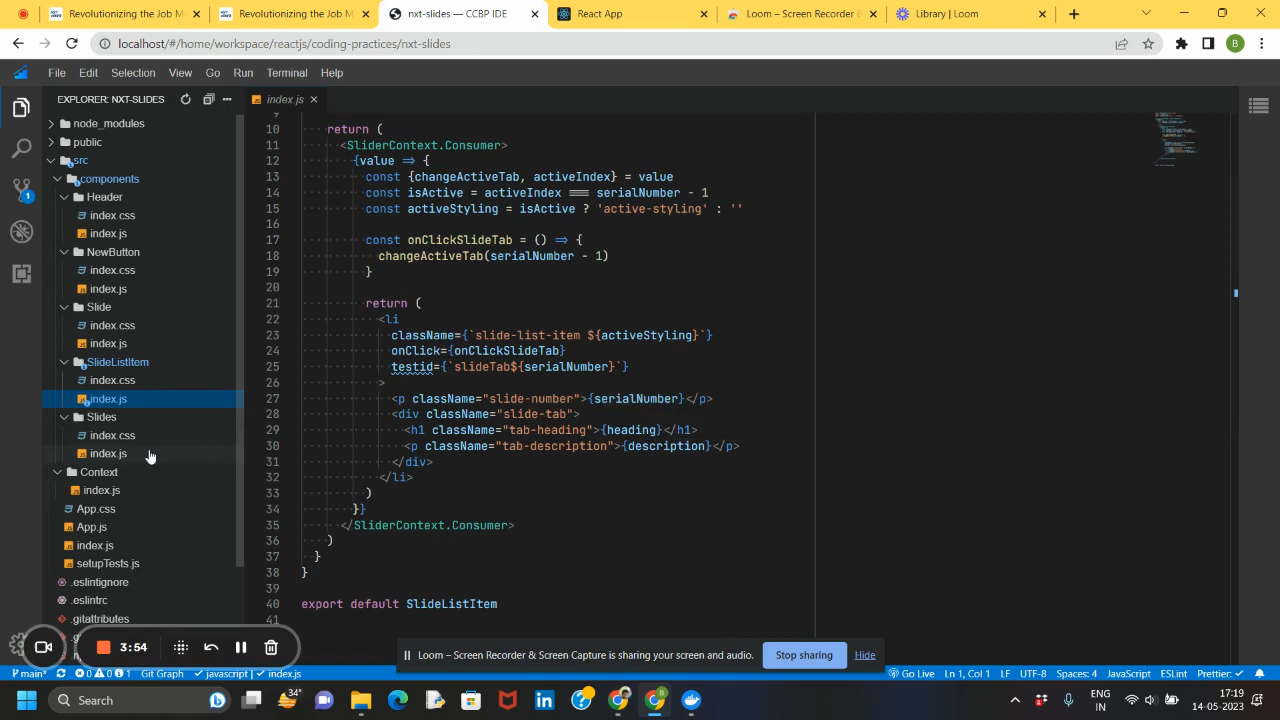 Revolutionizing the Job M
Revolutionizing the Job M
nxt-slides — CCBP IDE
React App
Loom – Screen Recorder &
Library | Loom
localhost/#/home/workspace/reactjs/coding-practices/nxt-slides
B
File Edit Selection View Go Run Terminal Help
EXPLORER: NXT-SLIDES
index.js
node_modules
public
src
components
Header
index.css
index.js
NewButton
index.css
index.js
Slide
index.css
index.js
SlideListItem
index.css
index.js
Slides
index.css
index.js
Context
index.js
App.css
App.js
index.js
setupTests.js
.eslintignore
.eslintrc
.gitattributes
9
10 return (
11 <SliderContext.Consumer>
12 {value => {
13 const {changeActiveTab, activeIndex} = value
14 const isActive = activeIndex === serialNumber - 1
15 const activeStyling = isActive ? 'active-styling' : ''
16
17 const onClickSlideTab = () => {
18 changeActiveTab(serialNumber - 1)
19 }
20
21 return (
22 <li
23 className={`slide-list-item ${activeStyling}`}
24 onClick={onClickSlideTab}
25 testid={`slideTab${serialNumber}`}
26 >
27 <p className="slide-number">{serialNumber}</p>
28 <div className="slide-tab">
29 <h1 className="tab-heading">{heading}</h1>
30 <p className="tab-description">{description}</p>
31 </div>
32 </li>
33 )
34 }}
35 </SliderContext.Consumer>
36 )
37 }
38 }
39
40 export default SlideListItem
41
3:54
Loom – Screen Recorder & Screen Capture is sharing your screen and audio.
Stop sharing
Hide
main* 0 0 1 Git Graph javascript | index.js
Go Live Ln 1, Col 1 LF UTF-8 Spaces: 4 JavaScript ESLint Prettier:
Search
34°
ENG
IN
17:19
14-05-2023